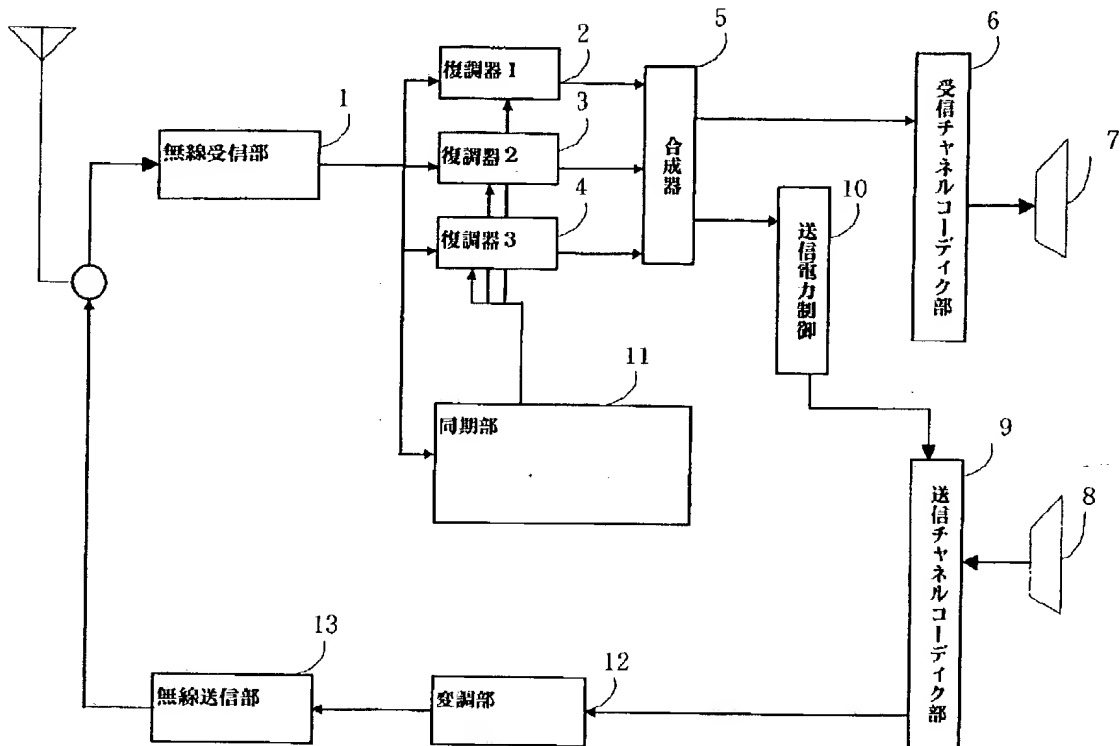 2
5
6
復調器1
1
3
無線受信部
復調器2
合成器
受信チャネルコーディク部
7
4
10
復調器3
送信電力制御
11
同期部
9
8
送信チャネルコーディク部
13
12
無線送信部
変調部